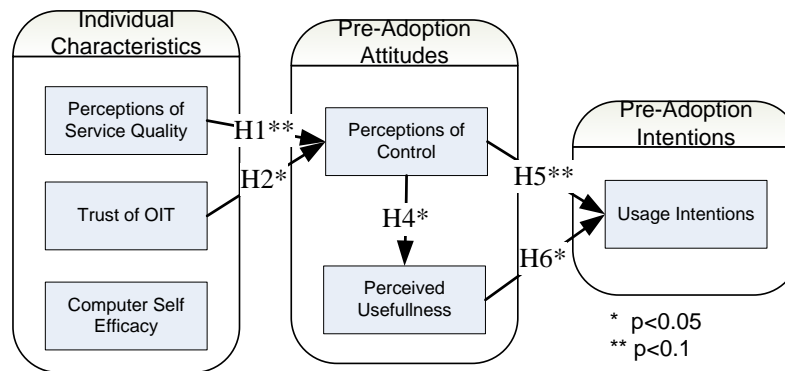 Individual
Characteristics
Perceptions of
Service Quality
Trust of OIT
Computer Self
Efficacy
H1**
H2*
Pre-Adoption
Attitudes
Perceptions of
Control
H4*
Perceived
Usefullness
H5**
H6*
Pre-Adoption
Intentions
Usage Intentions
* p<0.05
** p<0.1